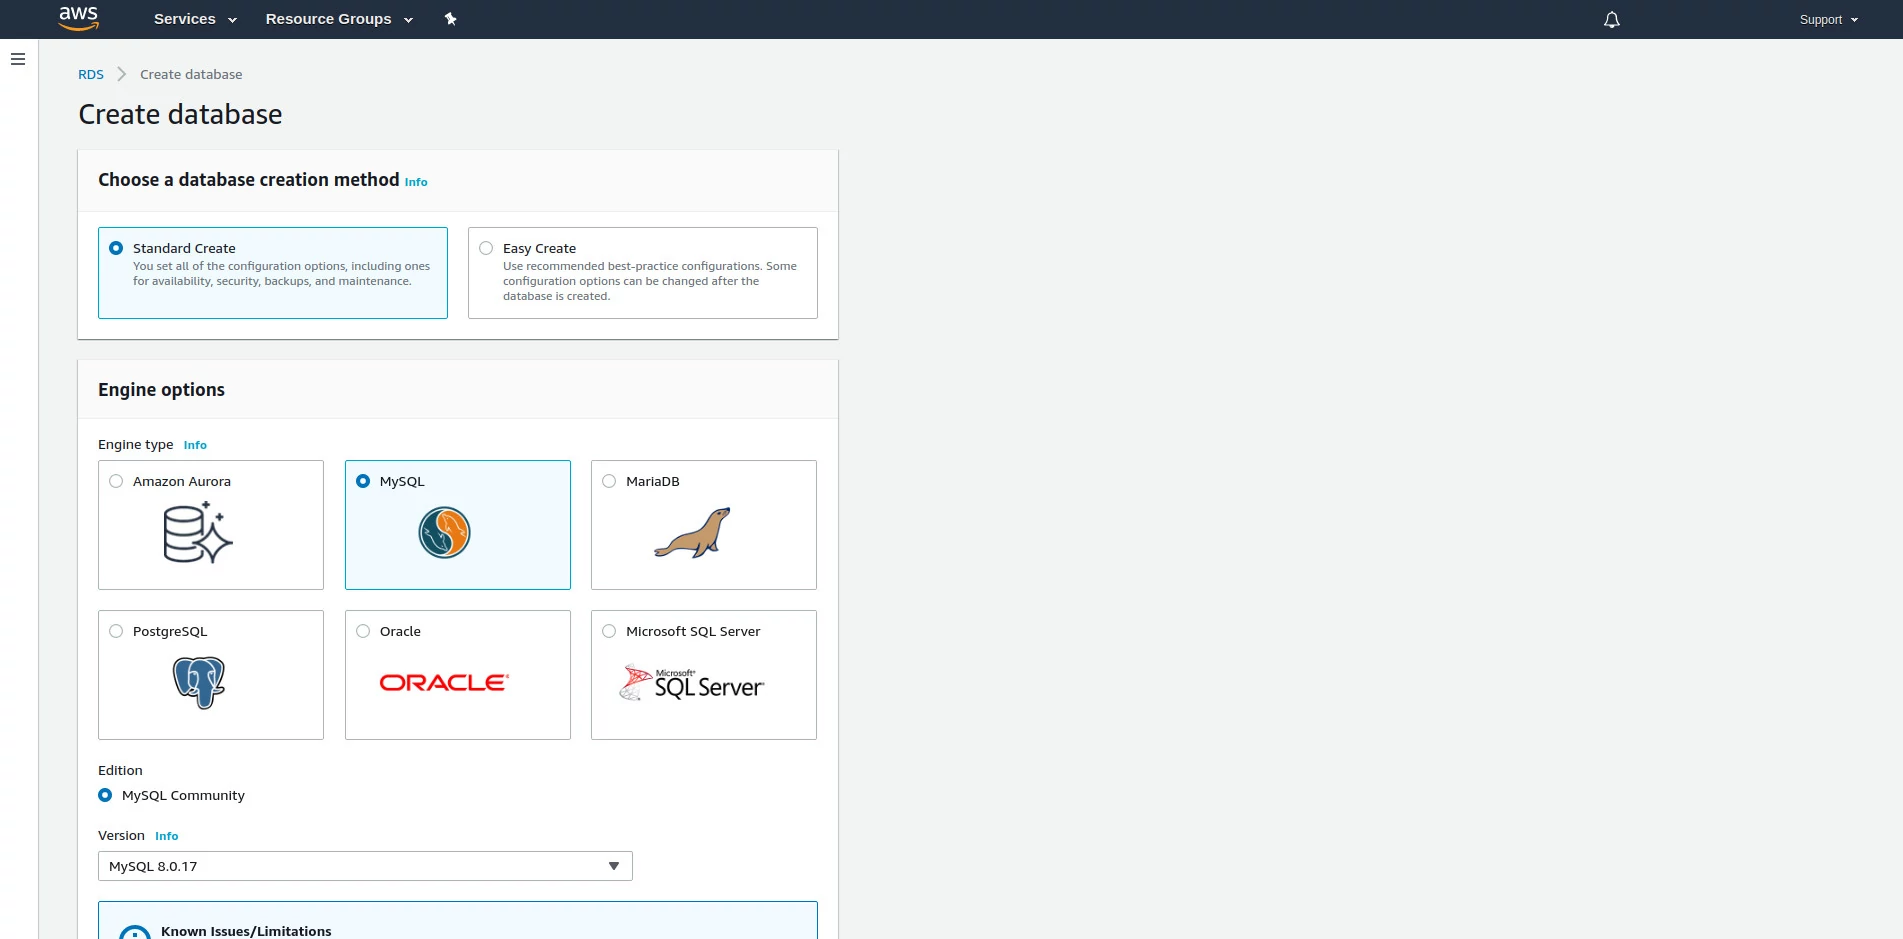 aws Services Resource Groups Support
RDS Create database
Create database
Choose a database creation method Info
Standard Create
You set all of the configuration options, including ones
for availability, security, backups, and maintenance.
Easy Create
Use recommended best-practice configurations. Some
configuration options can be changed after the
database is created.
Engine options
Engine type Info
Amazon Aurora
MySQL
MariaDB
PostgreSQL
Oracle
ORACLE
Microsoft SQL Server
Microsoft
SQL Server
Edition
MySQL Community
Version Info
MySQL 8.0.17
Known Issues/Limitations